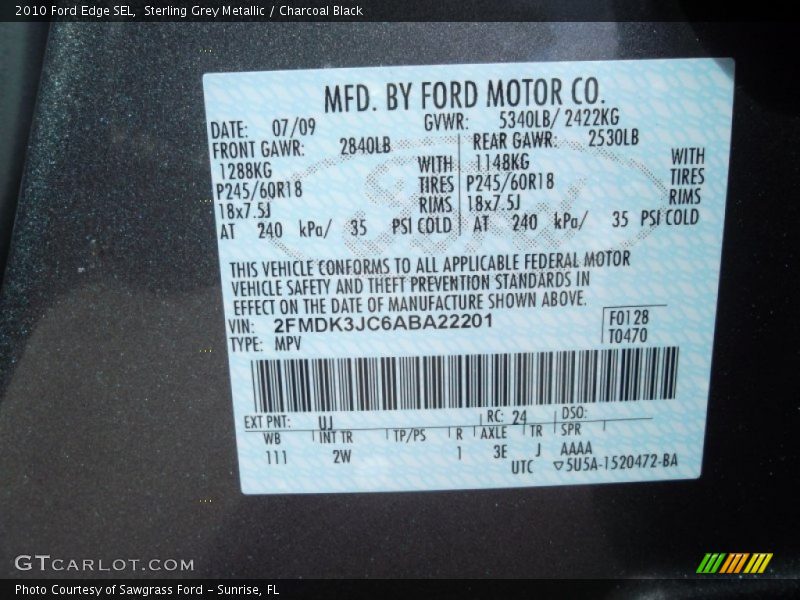 2010 Ford Edge SEL, Sterling Grey Metallic / Charcoal Black
MFD. BY FORD MOTOR CO.
DATE: 07/09 GVWR: 5340LB/ 2422KG
FRONT GAWR: 2840LB REAR GAWR: 2530LB
1288KG WITH 1148KG WITH
P245/60R18 TIRES P245/60R18 TIRES
18x7.5J RIMS 18x7.5J RIMS
AT 240 kPa/ 35 PSI COLD AT 240 kPa/ 35 PSI COLD
THIS VEHICLE CONFORMS TO ALL APPLICABLE FEDERAL MOTOR
VEHICLE SAFETY AND THEFT PREVENTION STANDARDS IN
EFFECT ON THE DATE OF MANUFACTURE SHOWN ABOVE.
VIN: 2FMDK3JC6ABA22201 F0128
TYPE: MPV T0470
EXT PNT: UJ RC: 24 DSO:
WB INT TR TP/PS R AXLE TR SPR
111 2W 1 3E J AAAA
UTC ▽5U5A-1520472-BA
GTCARLOT.COM
Photo Courtesy of Sawgrass Ford - Sunrise, FL